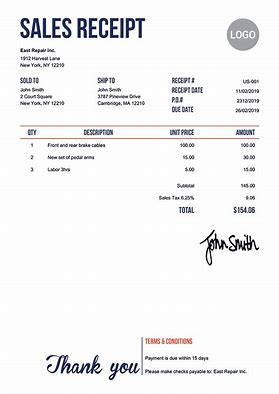 SALES RECEIPT
LOGO
East Repair Inc.
1912 Harvest Lane
New York, NY 12210
SOLD TO SHIP TO RECEIPT # US-001
John Smith John Smith RECEIPT DATE 11/02/2019
2 Court Square 3787 Pineview Drive P.O.# 2312/2019
New York, NY 12210 Cambridge, MA 12210 DUE DATE 26/02/2019
QTY DESCRIPTION UNIT PRICE AMOUNT
1 Front and rear brake cables 100.00 100.00
2 New set of pedal arms 15.00 30.00
3 Labor 3hrs 5.00 15.00
Subtotal 145.00
Sales Tax 6.25% 9.06
TOTAL $154.06
John Smith
TERMS & CONDITIONS
Thank you
Payment is due within 15 days
Please make checks payable to: East Repair Inc.